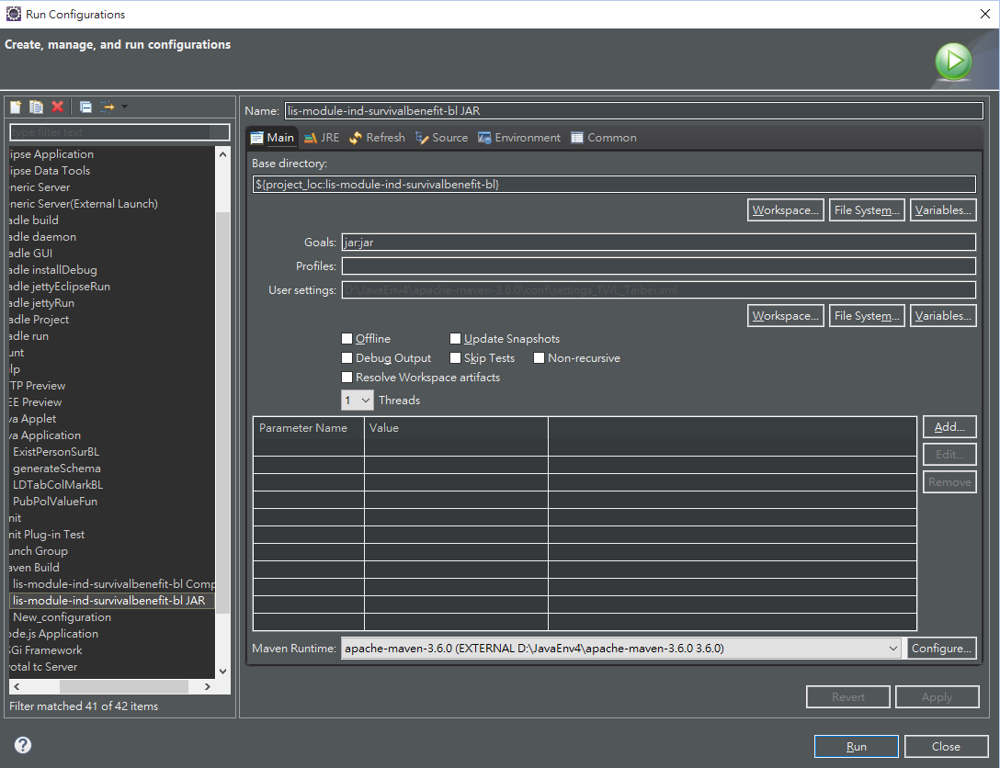 Run Configurations
Create, manage, and run configurations
type filter text
ipse Application
ipse Data Tools
neric Server
neric Server(External Launch)
adle build
adle daemon
adle GUI
adle installDebug
adle jettyEclipseRun
adle jettyRun
adle Project
adle run
unt
lp
TP Preview
EE Preview
va Applet
va Application
ExistPersonSurBL
generateSchema
LDTabColMarkBL
PubPolValueFun
nit
nit Plug-in Test
unch Group
aven Build
lis-module-ind-survivalbenefit-bl Comp
lis-module-ind-survivalbenefit-bl JAR
New_configuration
ode.js Application
SGi Framework
votal tc Server
Filter matched 41 of 42 items
Name: lis-module-ind-survivalbenefit-bl JAR
Main JRE Refresh Source Environment Common
Base directory:
${project_loc:lis-module-ind-survivalbenefit-bl}
Workspace... File System... Variables...
Goals: jar:jar
Profiles:
User settings: D:\JavaEnv4\apache-maven-3.6.0\conf\settings_TWL_Taibei.xml
Workspace... File System... Variables...
Offline Update Snapshots
Debug Output Skip Tests Non-recursive
Resolve Workspace artifacts
1 Threads
Parameter Name Value
Add...
Edit...
Remove
Maven Runtime: apache-maven-3.6.0 (EXTERNAL D:\JavaEnv4\apache-maven-3.6.0 3.6.0) Configure...
Revert Apply
? Run Close